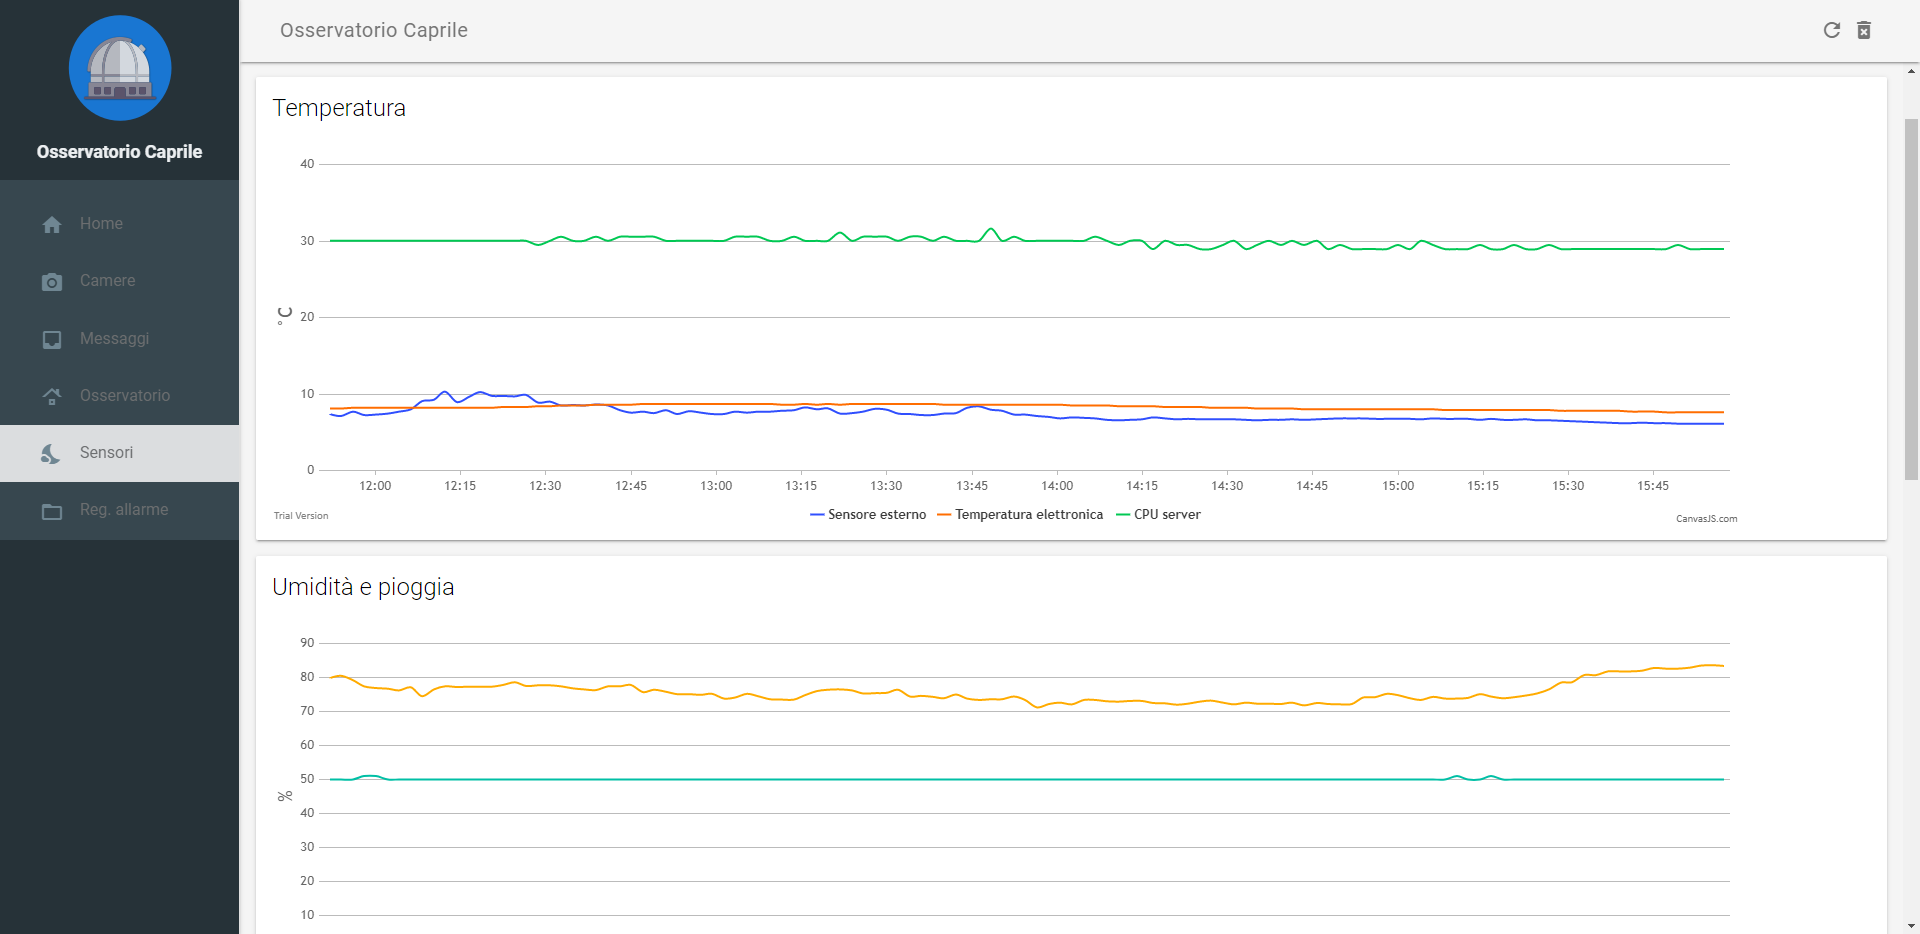 Osservatorio Caprile
Osservatorio Caprile
Home
Camere
Messaggi
Osservatorio
Sensori
Reg. allarme
Temperatura
40
30
20
10
0
°C
12:00 12:15 12:30 12:45 13:00 13:15 13:30 13:45 14:00 14:15 14:30 14:45 15:00 15:15 15:30 15:45
Sensore esterno Temperatura elettronica CPU server
Trial Version
CanvasJS.com
Umidità e pioggia
90
80
70
60
50
40
30
20
10
%